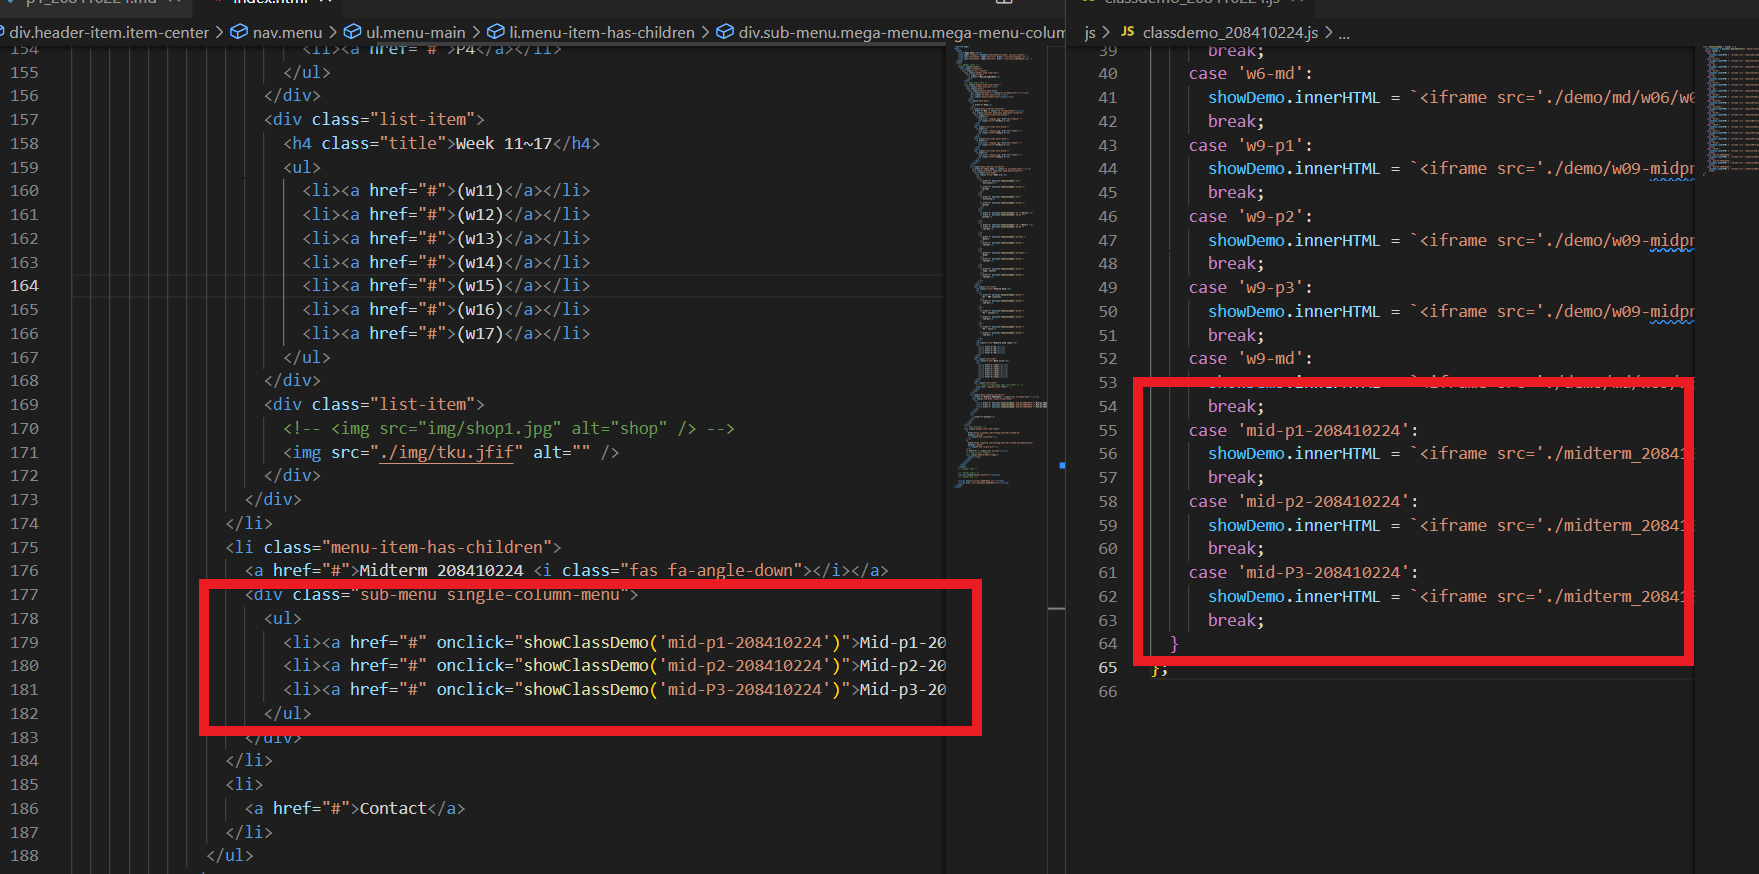 index.html
div.header-item.item-center > nav.menu > ul.menu-main > li.menu-item-has-children > div.sub-menu.mega-menu.mega-menu-colum
154 <li><a href="#">P4</a></li>
155 </ul>
156 </div>
157 <div class="list-item">
158 <h4 class="title">Week 11~17</h4>
159 <ul>
160 <li><a href="#">(w11)</a></li>
161 <li><a href="#">(w12)</a></li>
162 <li><a href="#">(w13)</a></li>
163 <li><a href="#">(w14)</a></li>
164 <li><a href="#">(w15)</a></li>
165 <li><a href="#">(w16)</a></li>
166 <li><a href="#">(w17)</a></li>
167 </ul>
168 </div>
169 <div class="list-item">
170 <!-- <img src="img/shop1.jpg" alt="shop" /> -->
171 <img src="./img/tku.jfif" alt="" />
172 </div>
173 </div>
174 </li>
175 <li class="menu-item-has-children">
176 <a href="#">Midterm 208410224 <i class="fas fa-angle-down"></i></a>
177 <div class="sub-menu single-column-menu">
178 <ul>
179 <li><a href="#" onclick="showClassDemo('mid-p1-208410224')">Mid-p1-20
180 <li><a href="#" onclick="showClassDemo('mid-p2-208410224')">Mid-p2-20
181 <li><a href="#" onclick="showClassDemo('mid-P3-208410224')">Mid-p3-20
182 </ul>
183 </div>
184 </li>
185 <li>
186 <a href="#">Contact</a>
187 </li>
188 </ul>
js > JS classdemo_208410224.js > ...
39 break;
40 case 'w6-md':
41 showDemo.innerHTML = `<iframe src='./demo/md/w06/w0
42 break;
43 case 'w9-p1':
44 showDemo.innerHTML = `<iframe src='./demo/w09-midpr
45 break;
46 case 'w9-p2':
47 showDemo.innerHTML = `<iframe src='./demo/w09-midpr
48 break;
49 case 'w9-p3':
50 showDemo.innerHTML = `<iframe src='./demo/w09-midpr
51 break;
52 case 'w9-md':
53
54 break;
55 case 'mid-p1-208410224':
56 showDemo.innerHTML = `<iframe src='./midterm_20841
57 break;
58 case 'mid-p2-208410224':
59 showDemo.innerHTML = `<iframe src='./midterm_20841
60 break;
61 case 'mid-P3-208410224':
62 showDemo.innerHTML = `<iframe src='./midterm_20841
63 break;
64 }
65 };
66